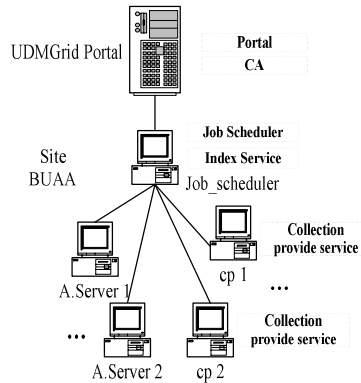 UDMGrid Portal
Portal
CA
Site
BUAA
Job Scheduler
Index Service
Job_scheduler
A.Server 1
cp 1
Collection
provide service
...
...
A.Server 2
cp 2
Collection
provide service